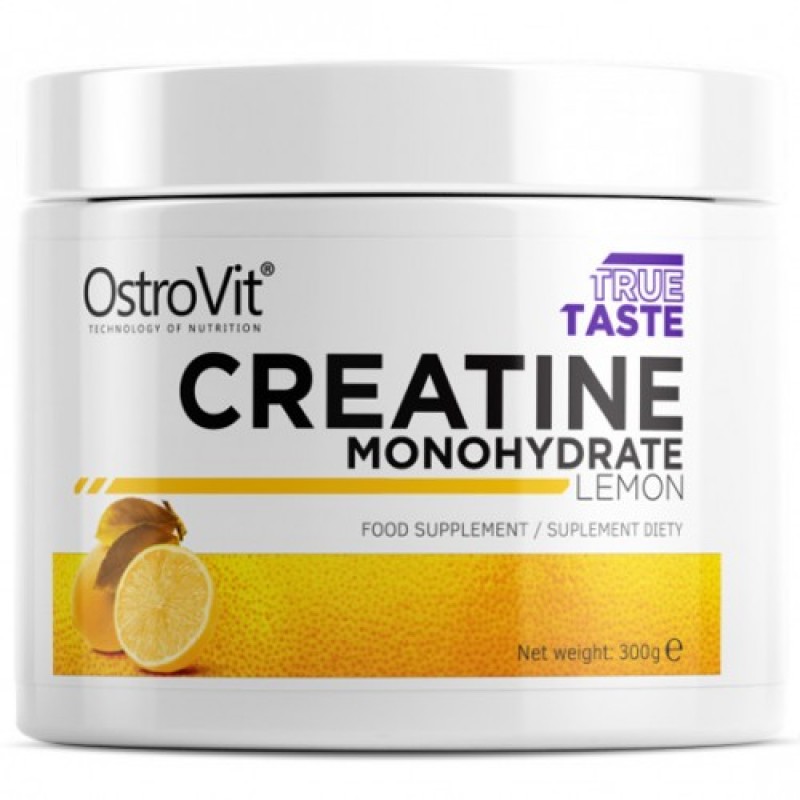 OstroVit®
TECHNOLOGY OF NUTRITION
TRUE
TASTE
CREATINE
MONOHYDRATE
LEMON
FOOD SUPPLEMENT / SUPLEMENT DIETY
Net weight: 300g ℮